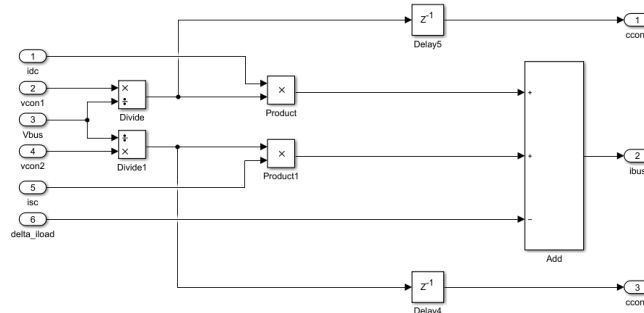 z⁻¹
1
Delay5
ccon
1
idc
2
vcon1
×
÷
×
+
Divide
Product
3
Vbus
4
vcon2
÷
×
×
+
2
Divide1
Product1
ibus
5
isc
6
−
delta_iload
Add
z⁻¹
3
Delay4
ccon